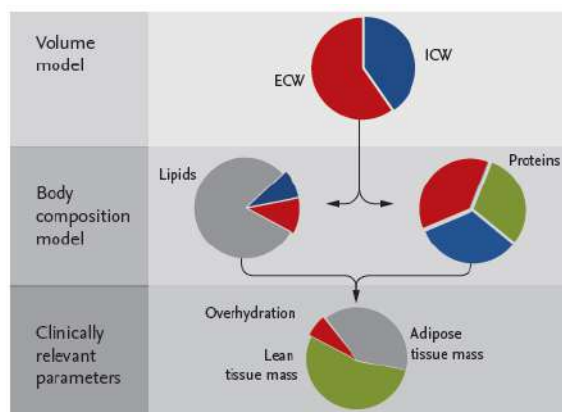 Volume
model
ECW
ICW
Body
composition
model
Lipids
Proteins
Clinically
relevant
parameters
Overhydration
Lean
tissue mass
Adipose
tissue mass